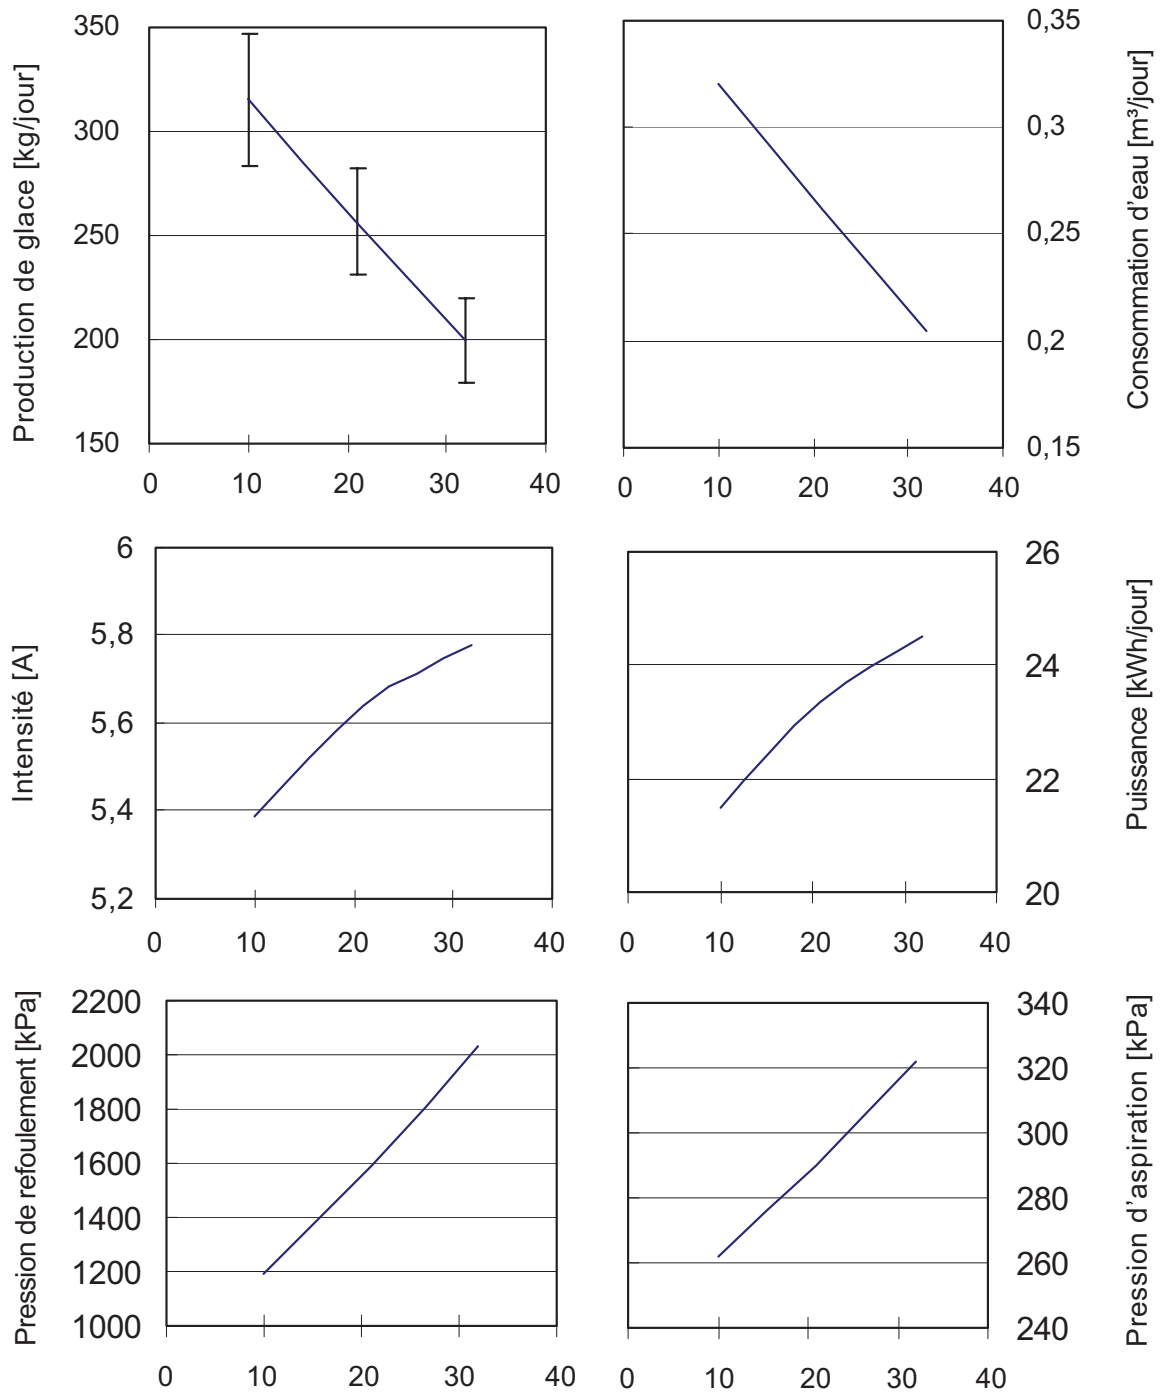 Production de glace [kg/jour]
350
300
250
200
150
0 10 20 30 40
Consommation d'eau [m³/jour]
0,35
0,3
0,25
0,2
0,15
0 10 20 30 40
Intensité [A]
6
5,8
5,6
5,4
5,2
0 10 20 30 40
Puissance [kWh/jour]
26
24
22
20
0 10 20 30 40
Pression de refoulement [kPa]
2200
2000
1800
1600
1400
1200
1000
0 10 20 30 40
Pression d'aspiration [kPa]
340
320
300
280
260
240
0 10 20 30 40